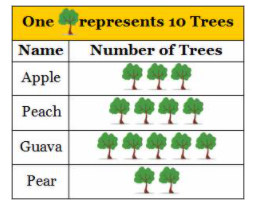 One represents 10 Trees
Name Number of Trees
Apple
Peach
Guava
Pear